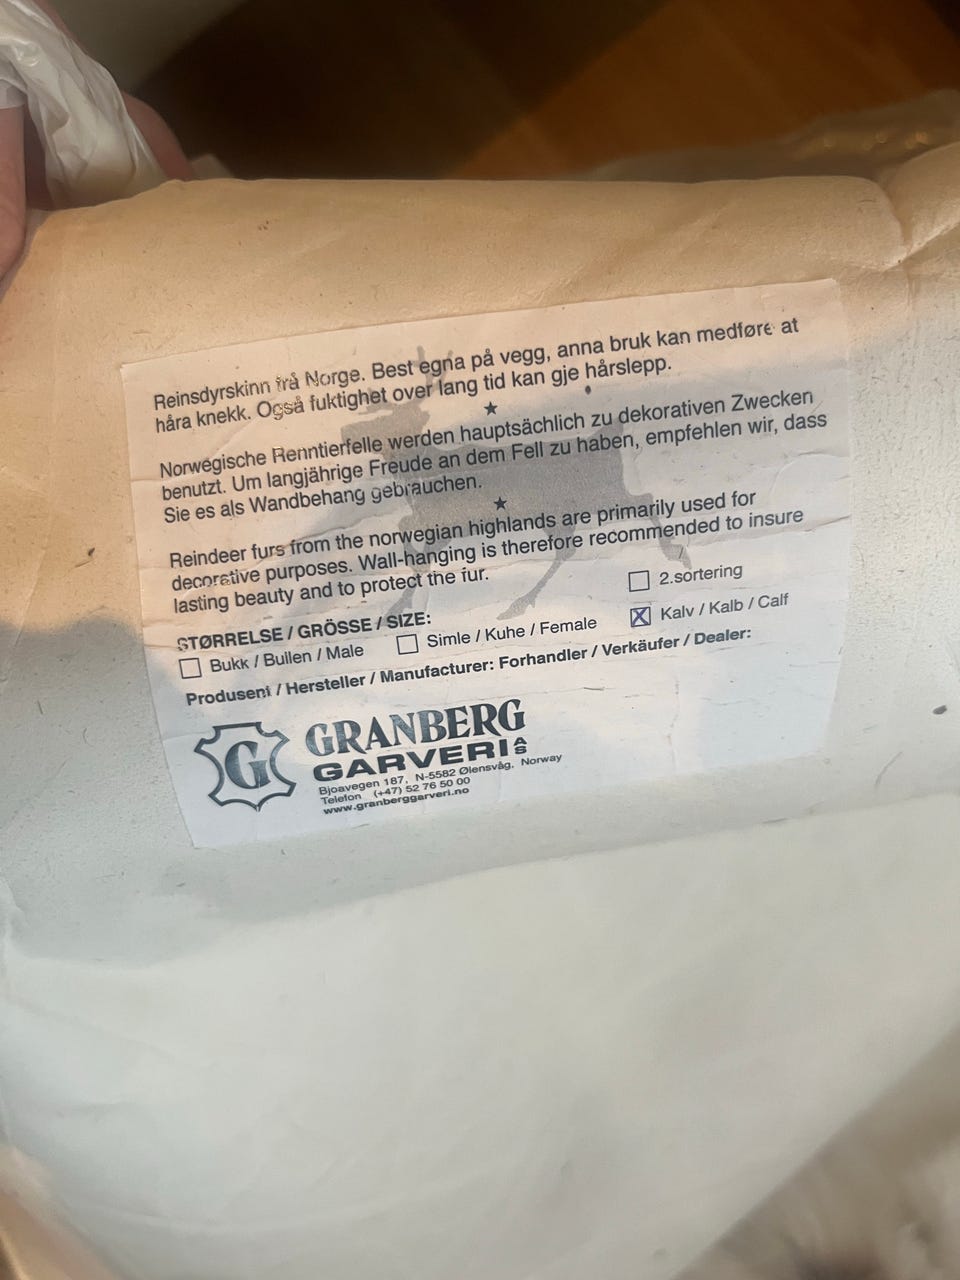 Reinsdyrskinn frå Norge. Best egna på vegg, anna bruk kan medføre at
håra knekk. Også fuktighet over lang tid kan gje hårslepp.
★
Norwegische Renntierfelle werden hauptsächlich zu dekorativen Zwecken
benutzt. Um langjährige Freude an dem Fell zu haben, empfehlen wir, dass
Sie es als Wandbehang gebrauchen.
★
Reindeer furs from the norwegian highlands are primarily used for
decorative purposes. Wall-hanging is therefore recommended to insure
lasting beauty and to protect the fur.
☐ 2.sortering
STØRRELSE / GRÖSSE / SIZE:
☐ Bukk / Bullen / Male ☐ Simle / Kuhe / Female ☒ Kalv / Kalb / Calf
Produsent / Hersteller / Manufacturer: Forhandler / Verkäufer / Dealer:
G GRANBERG
GARVERI AS
Bjoavegen 187, N-5582 Ølensvåg, Norway
Telefon (+47) 52 76 50 00
www.granberggarveri.no